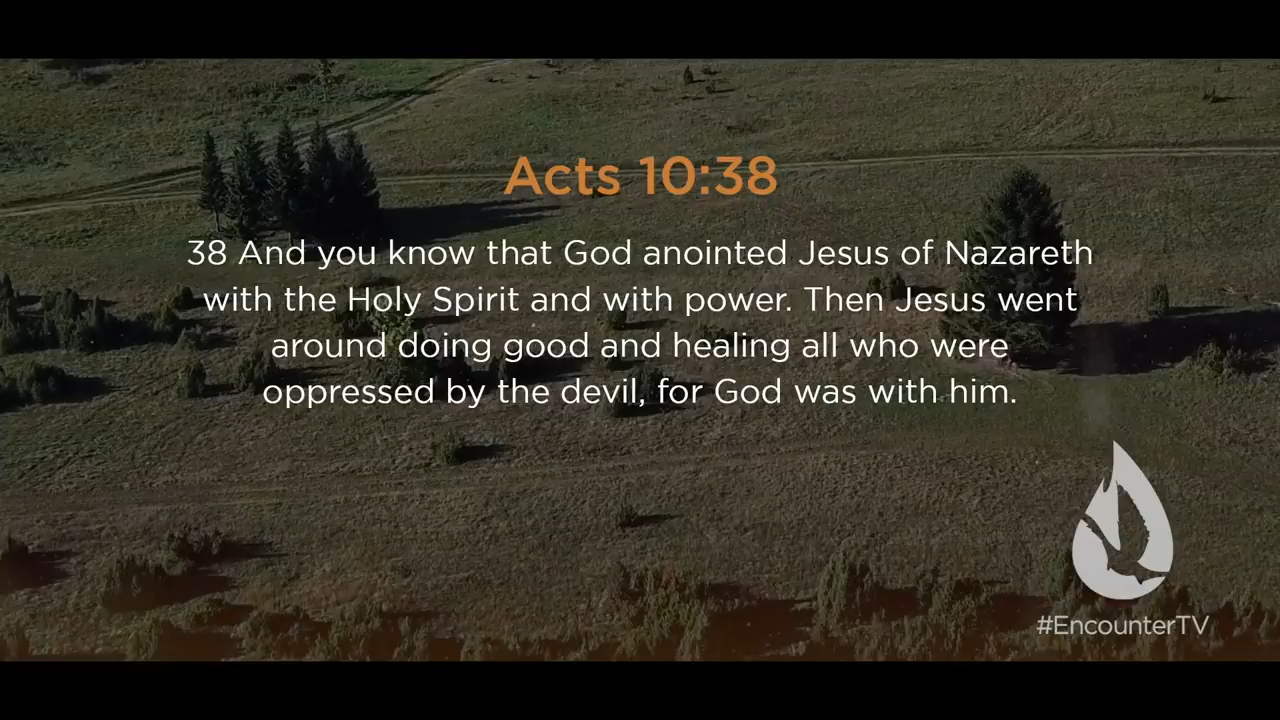 Acts 10:38
38 And you know that God anointed Jesus of Nazareth
with the Holy Spirit and with power. Then Jesus went
around doing good and healing all who were
oppressed by the devil, for God was with him.
#EncounterTV